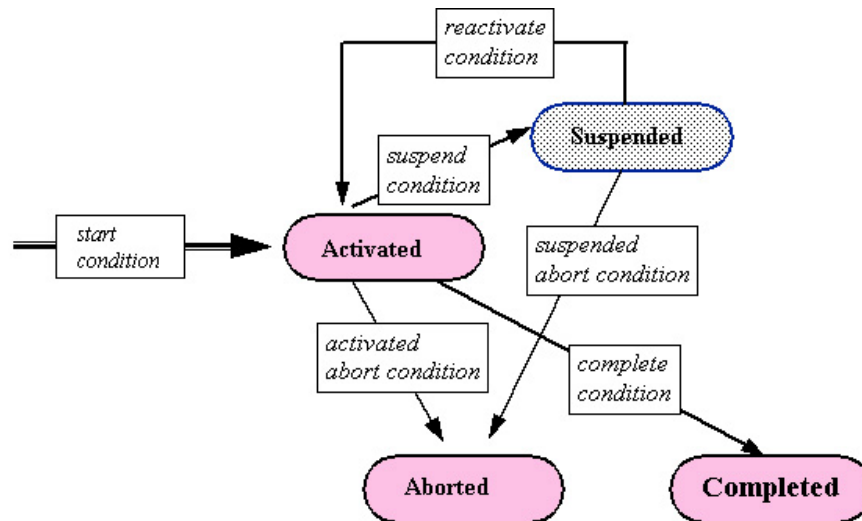 reactivate
condition
Suspended
suspend
condition
start
condition
Activated
suspended
abort condition
activated
abort condition
complete
condition
Aborted
Completed